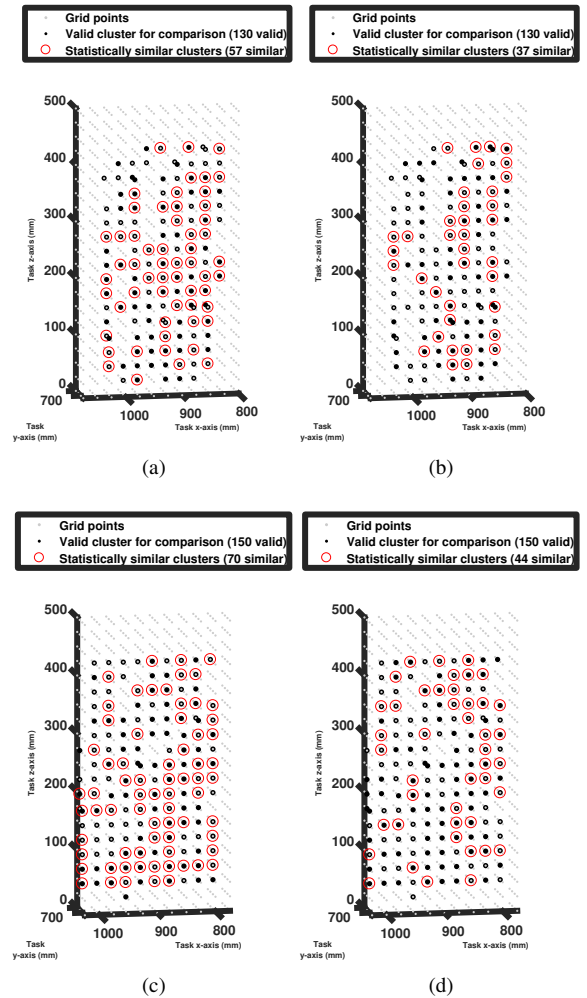 Grid points
Valid cluster for comparison (130 valid)
Statistically similar clusters (57 similar)
500
400
300
200
100
0
700
1000
900
800
Task z-axis (mm)
Task x-axis (mm)
Task
y-axis (mm)
(a)
Grid points
Valid cluster for comparison (130 valid)
Statistically similar clusters (37 similar)
500
400
300
200
100
0
700
1000
900
800
Task z-axis (mm)
Task x-axis (mm)
Task
y-axis (mm)
(b)
Grid points
Valid cluster for comparison (150 valid)
Statistically similar clusters (70 similar)
500
400
300
200
100
0
700
1000
900
800
Task z-axis (mm)
Task x-axis (mm)
Task
y-axis (mm)
(c)
Grid points
Valid cluster for comparison (150 valid)
Statistically similar clusters (44 similar)
500
400
300
200
100
0
700
1000
900
800
Task z-axis (mm)
Task x-axis (mm)
Task
y-axis (mm)
(d)